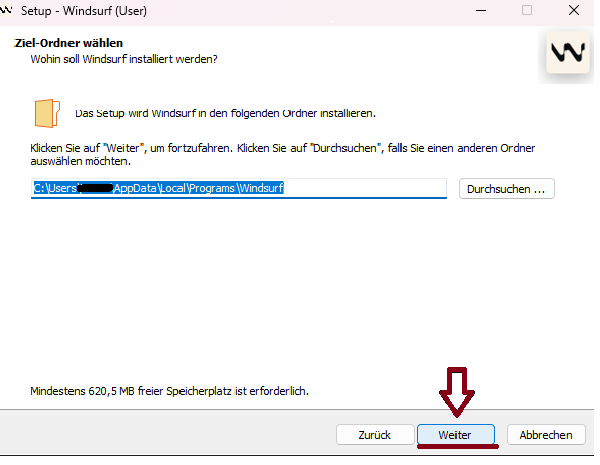 Setup - Windsurf (User)
Ziel-Ordner wählen
Wohin soll Windsurf installiert werden?
Das Setup wird Windsurf in den folgenden Ordner installieren.
Klicken Sie auf "Weiter", um fortzufahren. Klicken Sie auf "Durchsuchen", falls Sie einen anderen Ordner
auswählen möchten.
C:\Users\ AppData\Local\Programs\Windsurf
Durchsuchen ...
Mindestens 620,5 MB freier Speicherplatz ist erforderlich.
Zurück
Weiter
Abbrechen